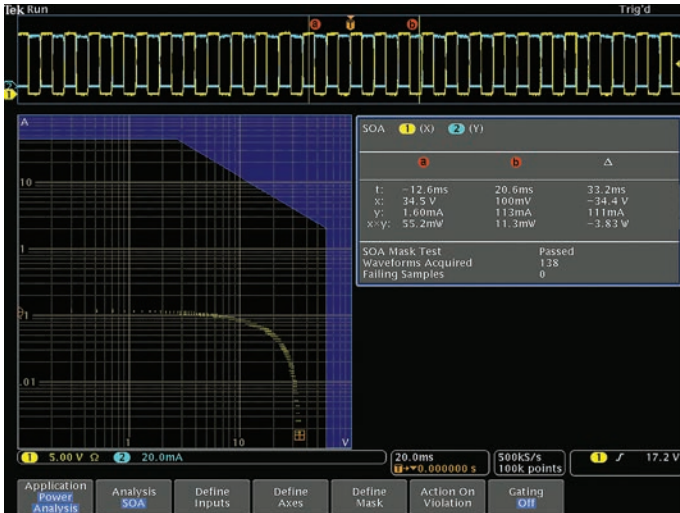 Tek Run Trig'd
a T b
2
1
A
10
1
.1
.01
1 10 V
SOA 1 (X) 2 (Y)
a b Δ
t: −12.6ms 20.6ms 33.2ms
x: 34.5 V 100mV −34.4 V
y: 1.60mA 113mA 111mA
x×y: 55.2mW 11.3mW −3.83 W
SOA Mask Test Passed
Waveforms Acquired 138
Failing Samples 0
1 5.00 V Ω 2 20.0mA 20.0ms 500kS/s 1 17.2 V
T→▼0.000000 s 100k points
Application
Power
Analysis
Analysis
SOA
Define
Inputs
Define
Axes
Define
Mask
Action On
Violation
Gating
Off